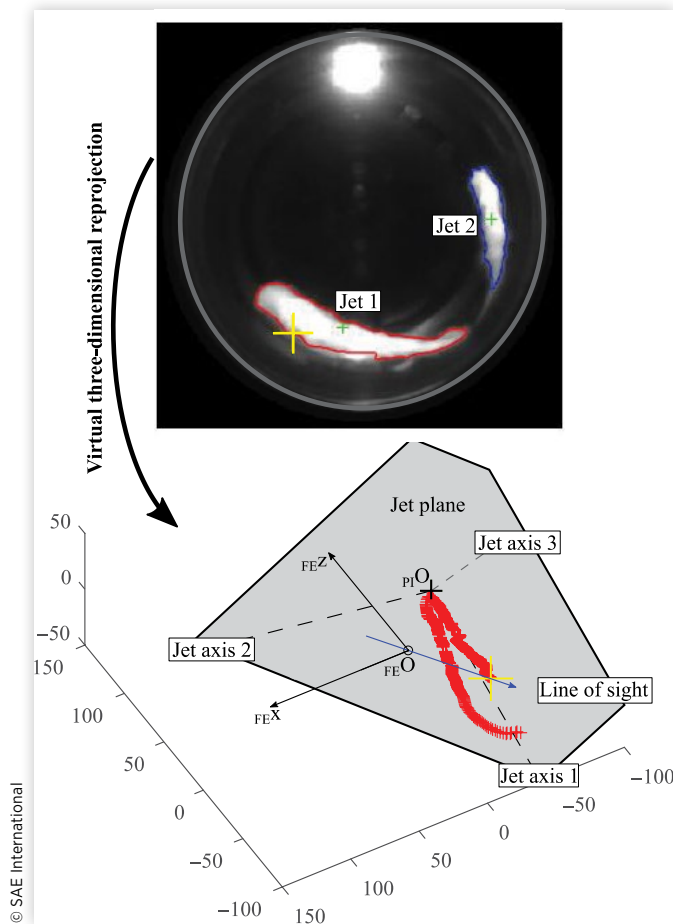 Virtual three-dimensional reprojection
Jet 2
Jet 1
Jet plane
Jet axis 3
FEz
PIO
Jet axis 2
FEO
Line of sight
FEx
Jet axis 1
50
0
−50
150
100
50
0
−50
−100
150
100
50
0
−50
−100
© SAE International